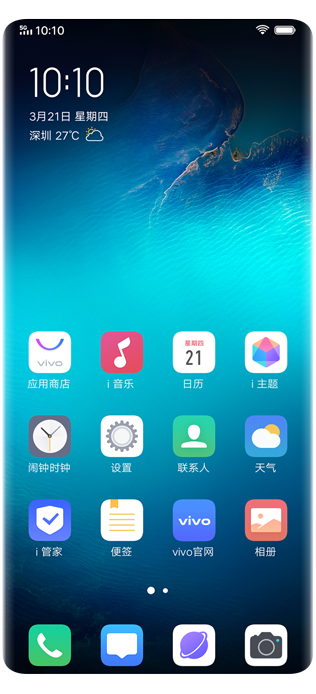 5G 10:10
10:10
3月21日 星期四
深圳 27℃
vivo
星期四
21
应用商店 i 音乐 日历 i 主题
闹钟时钟 设置 联系人 天气
vivo
i 管家 便签 vivo官网 相册